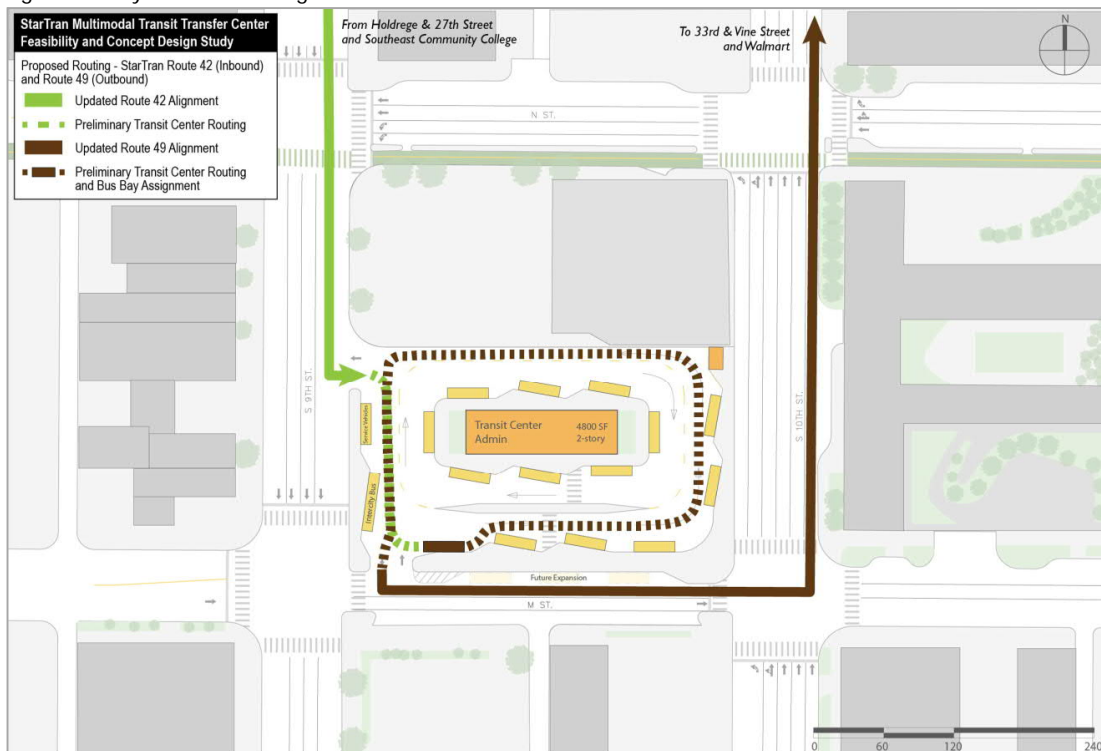 StarTran Multimodal Transit Transfer Center
Feasibility and Concept Design Study
Proposed Routing - StarTran Route 42 (Inbound)
and Route 49 (Outbound)
Updated Route 42 Alignment
Preliminary Transit Center Routing
Updated Route 49 Alignment
Preliminary Transit Center Routing
and Bus Bay Assignment
From Holdrege & 27th Street
and Southeast Community College
To 33rd & Vine Street
and Walmart
N
N ST.
S 9TH ST.
S 10TH ST.
Service Vehicles
Intercity Bus
Transit Center
Admin
4800 SF
2-story
Future Expansion
M ST.
0 60 120 240